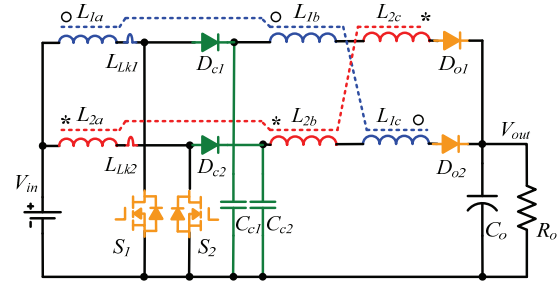 L1a L1b L2c *
LLk1 Dc1 Do1
* L2a * L2b L1c
LLk2 Dc2 Do2 Vout
Vin + -
S1 S2 Cc1 Cc2 Co Ro